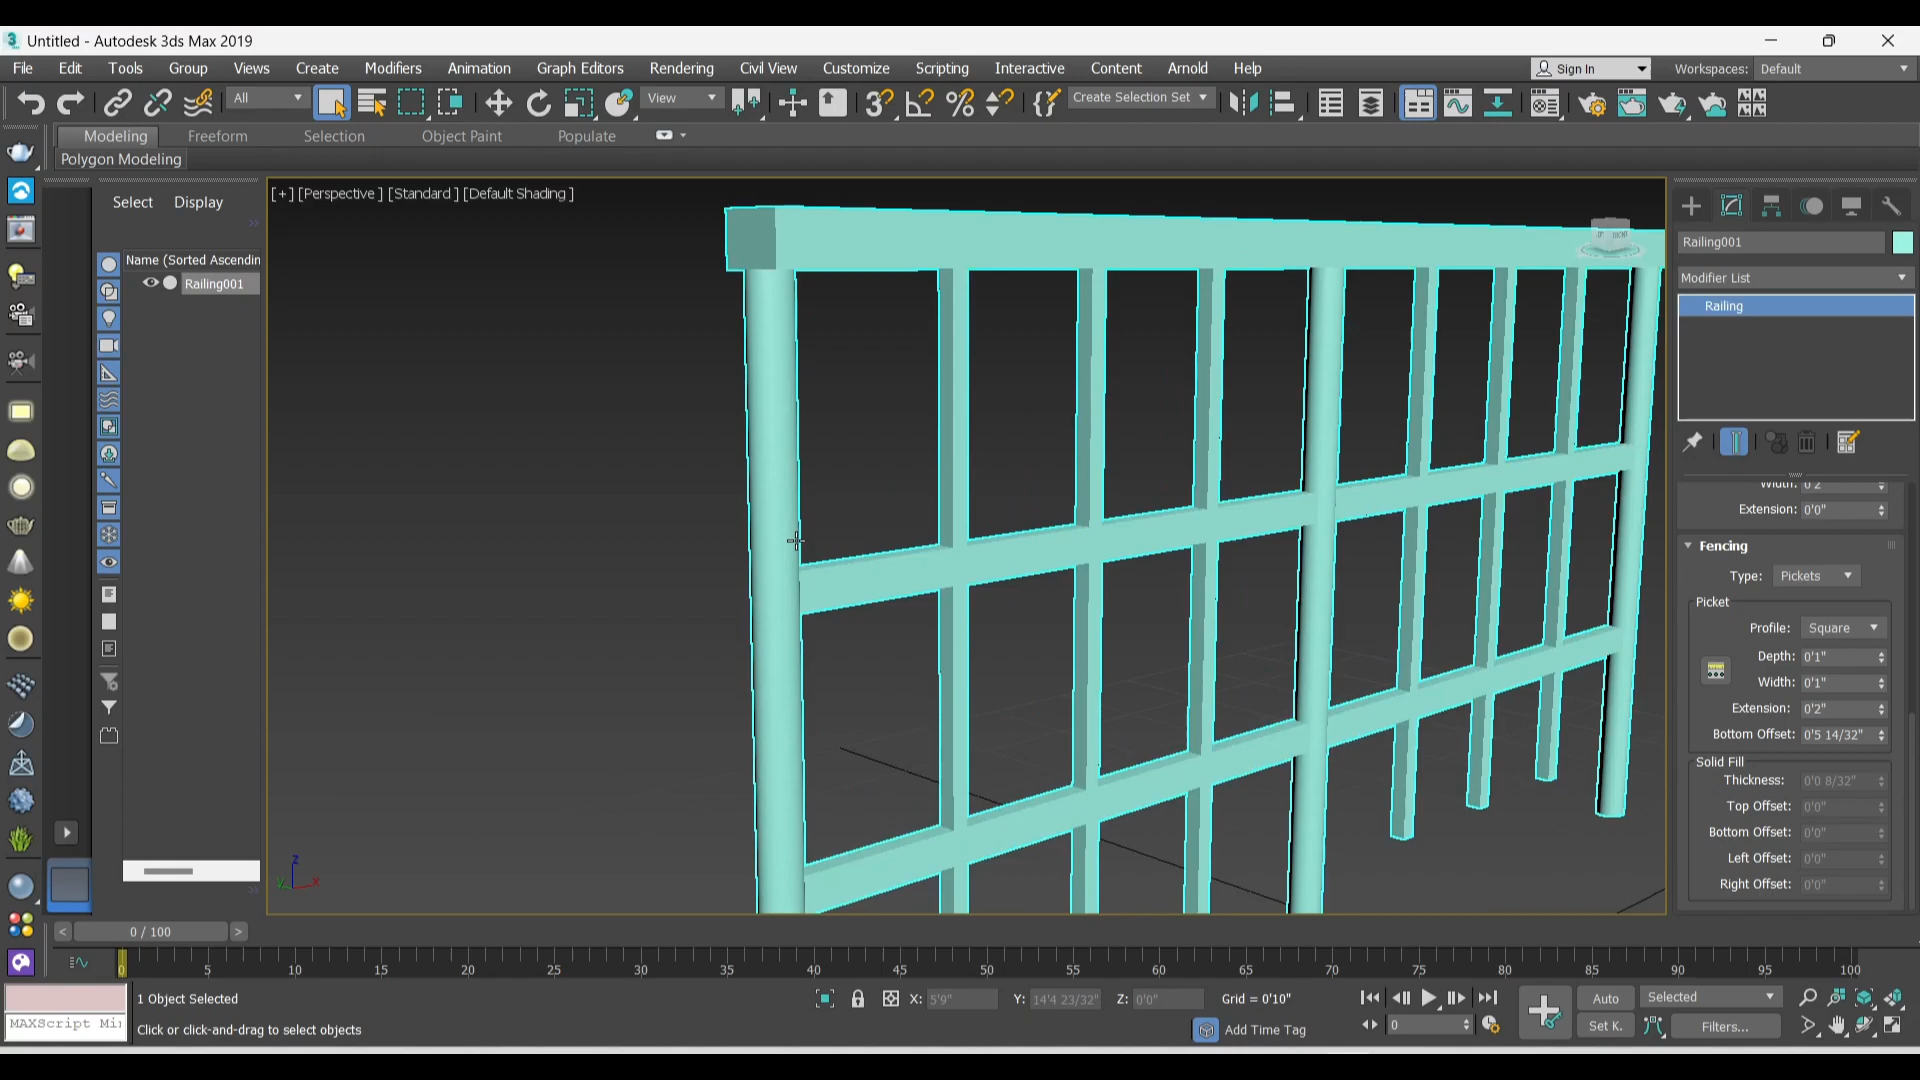 3 Untitled - Autodesk 3ds Max 2019
File Edit Tools Group Views Create Modifiers Animation Graph Editors Rendering Civil View Customize Scripting Interactive Content Arnold Help Sign In Workspaces: Default
All View Create Selection Set
Modeling Freeform Selection Object Paint Populate
Polygon Modeling
Select Display
[+] [Perspective ] [Standard ] [Default Shading ]
Railing001
Name (Sorted Ascendin
Modifier List
Railing001
Railing
Width: 0'2"
Extension: 0'0"
Fencing
Type: Pickets
Picket
Profile: Square
Depth: 0'1"
Width: 0'1"
Extension: 0'2"
Bottom Offset: 0'5 14/32"
Solid Fill
Thickness: 0'0 8/32"
Top Offset: 0'0"
Bottom Offset: 0'0"
Left Offset: 0'0"
Right Offset: 0'0"
z
y x
< 0 / 100 >
0 5 10 15 20 25 30 35 40 45 50 55 60 65 70 75 80 85 90 95 100
1 Object Selected X: 5'9" Y: 14'4 23/32" Z: 0'0" Grid = 0'10" Auto Selected
MAXScript Mi Click or click-and-drag to select objects Add Time Tag 0 Set K. Filters...